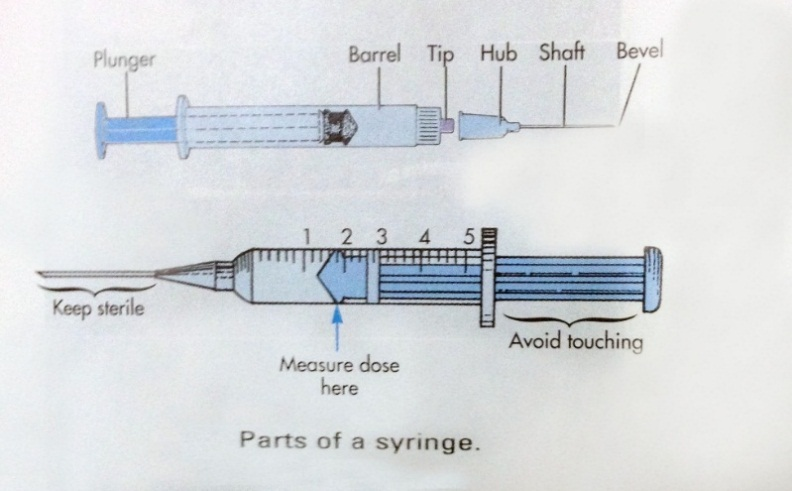 Plunger Barrel Tip Hub Shaft Bevel
1 2 3 4 5
Keep sterile
Avoid touching
Measure dose
here
Parts of a syringe.